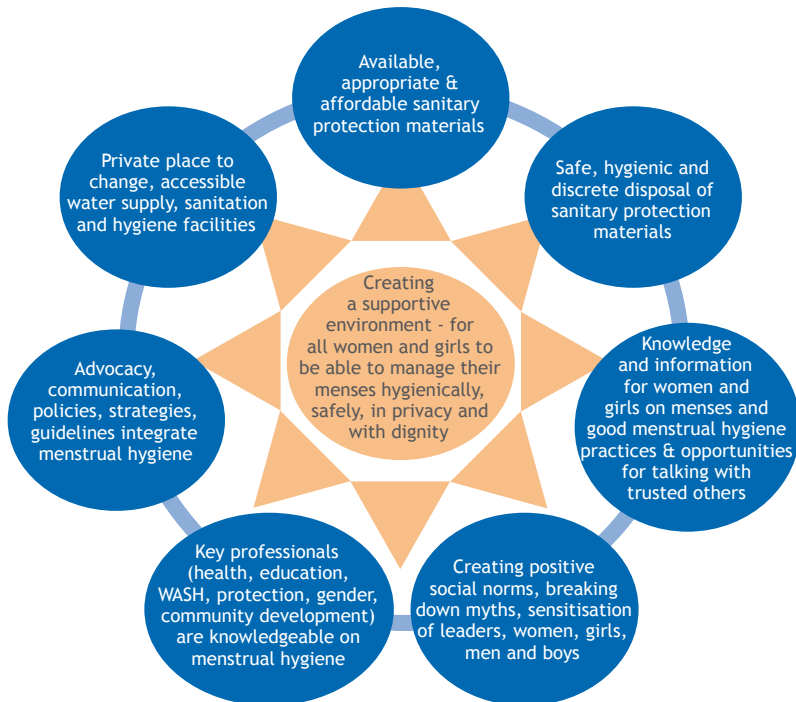 Available,
appropriate &
affordable sanitary
protection materials
Safe, hygienic and
discrete disposal of
sanitary protection
materials
Knowledge
and information
for women and
girls on menses and
good menstrual hygiene
practices & opportunities
for talking with
trusted others
Creating positive
social norms, breaking
down myths, sensitisation
of leaders, women, girls,
men and boys
Key professionals
(health, education,
WASH, protection, gender,
community development)
are knowledgeable on
menstrual hygiene
Advocacy,
communication,
policies, strategies,
guidelines integrate
menstrual hygiene
Private place to
change, accessible
water supply, sanitation
and hygiene facilities
Creating
a supportive
environment - for
all women and girls to
be able to manage their
menses hygienically,
safely, in privacy and
with dignity